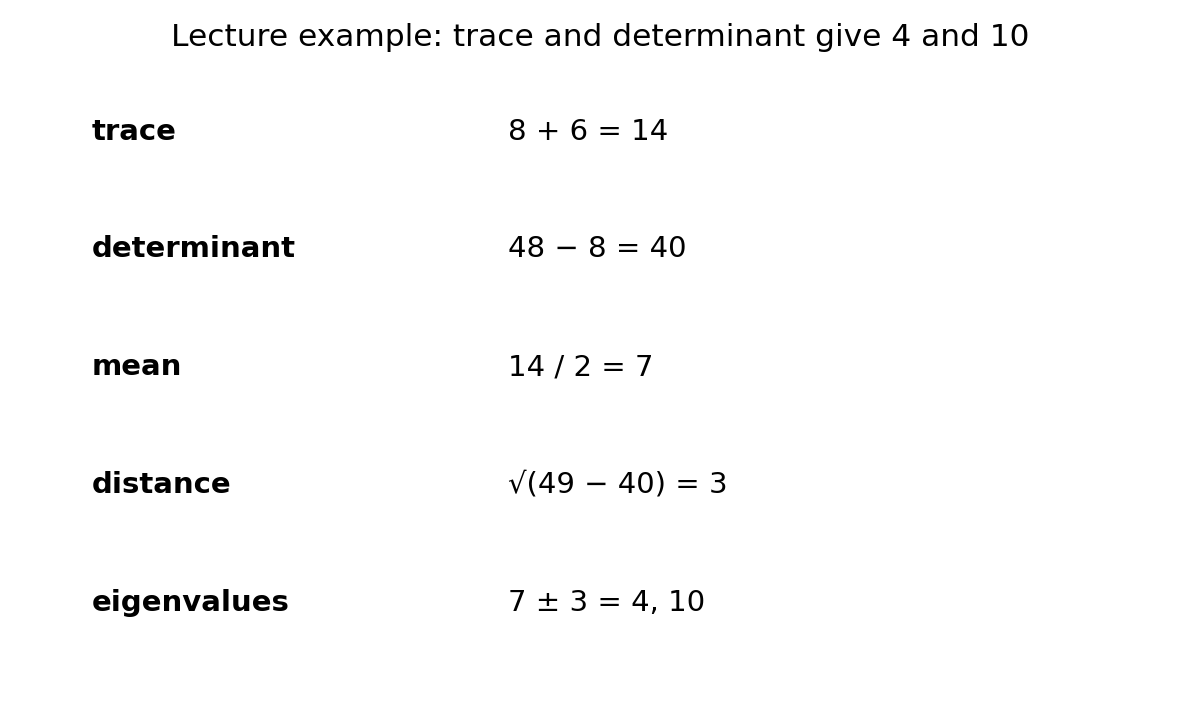 Lecture example: trace and determinant give 4 and 10
trace 8 + 6 = 14
determinant 48 − 8 = 40
mean 14 / 2 = 7
distance √(49 − 40) = 3
eigenvalues 7 ± 3 = 4, 10